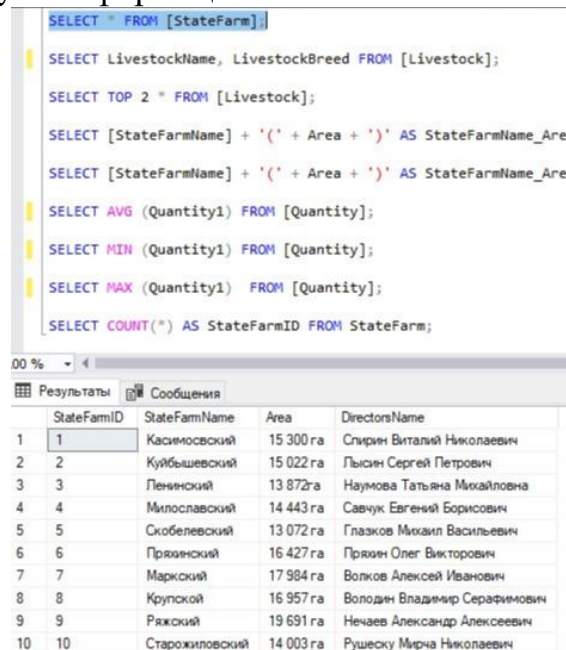 SELECT * FROM [StateFarm];
SELECT LivestockName, LivestockBreed FROM [Livestock];
SELECT TOP 2 * FROM [Livestock];
SELECT [StateFarmName] + '(' + Area + ')' AS StateFarmName_Are
SELECT [StateFarmName] + '(' + Area + ')' AS StateFarmName_Are
SELECT AVG (Quantity1) FROM [Quantity];
SELECT MIN (Quantity1) FROM [Quantity];
SELECT MAX (Quantity1) FROM [Quantity];
SELECT COUNT(*) AS StateFarmID FROM StateFarm;
00 %
Результаты Сообщения
StateFarmID StateFarmName Area DirectorsName
1 1 Касимосвский 15 300 га Спирин Виталий Николаевич
2 2 Куйбышевский 15 022 га Лысин Сергей Петрович
3 3 Ленинский 13 872га Наумова Татьяна Михайловна
4 4 Милославский 14 443 га Савчук Евгений Борисович
5 5 Скобелевский 13 072 га Глазков Михаил Васильевич
6 6 Пряхинский 16 427 га Пряхин Олег Викторович
7 7 Маркский 17 984 га Волков Алексей Иванович
8 8 Крупской 16 957 га Володин Владимир Серафимович
9 9 Ряжский 19 691 га Нечаев Александр Алексеевич
10 10 Старожиловский 14 003 га Рушеску Мирча Николаевич